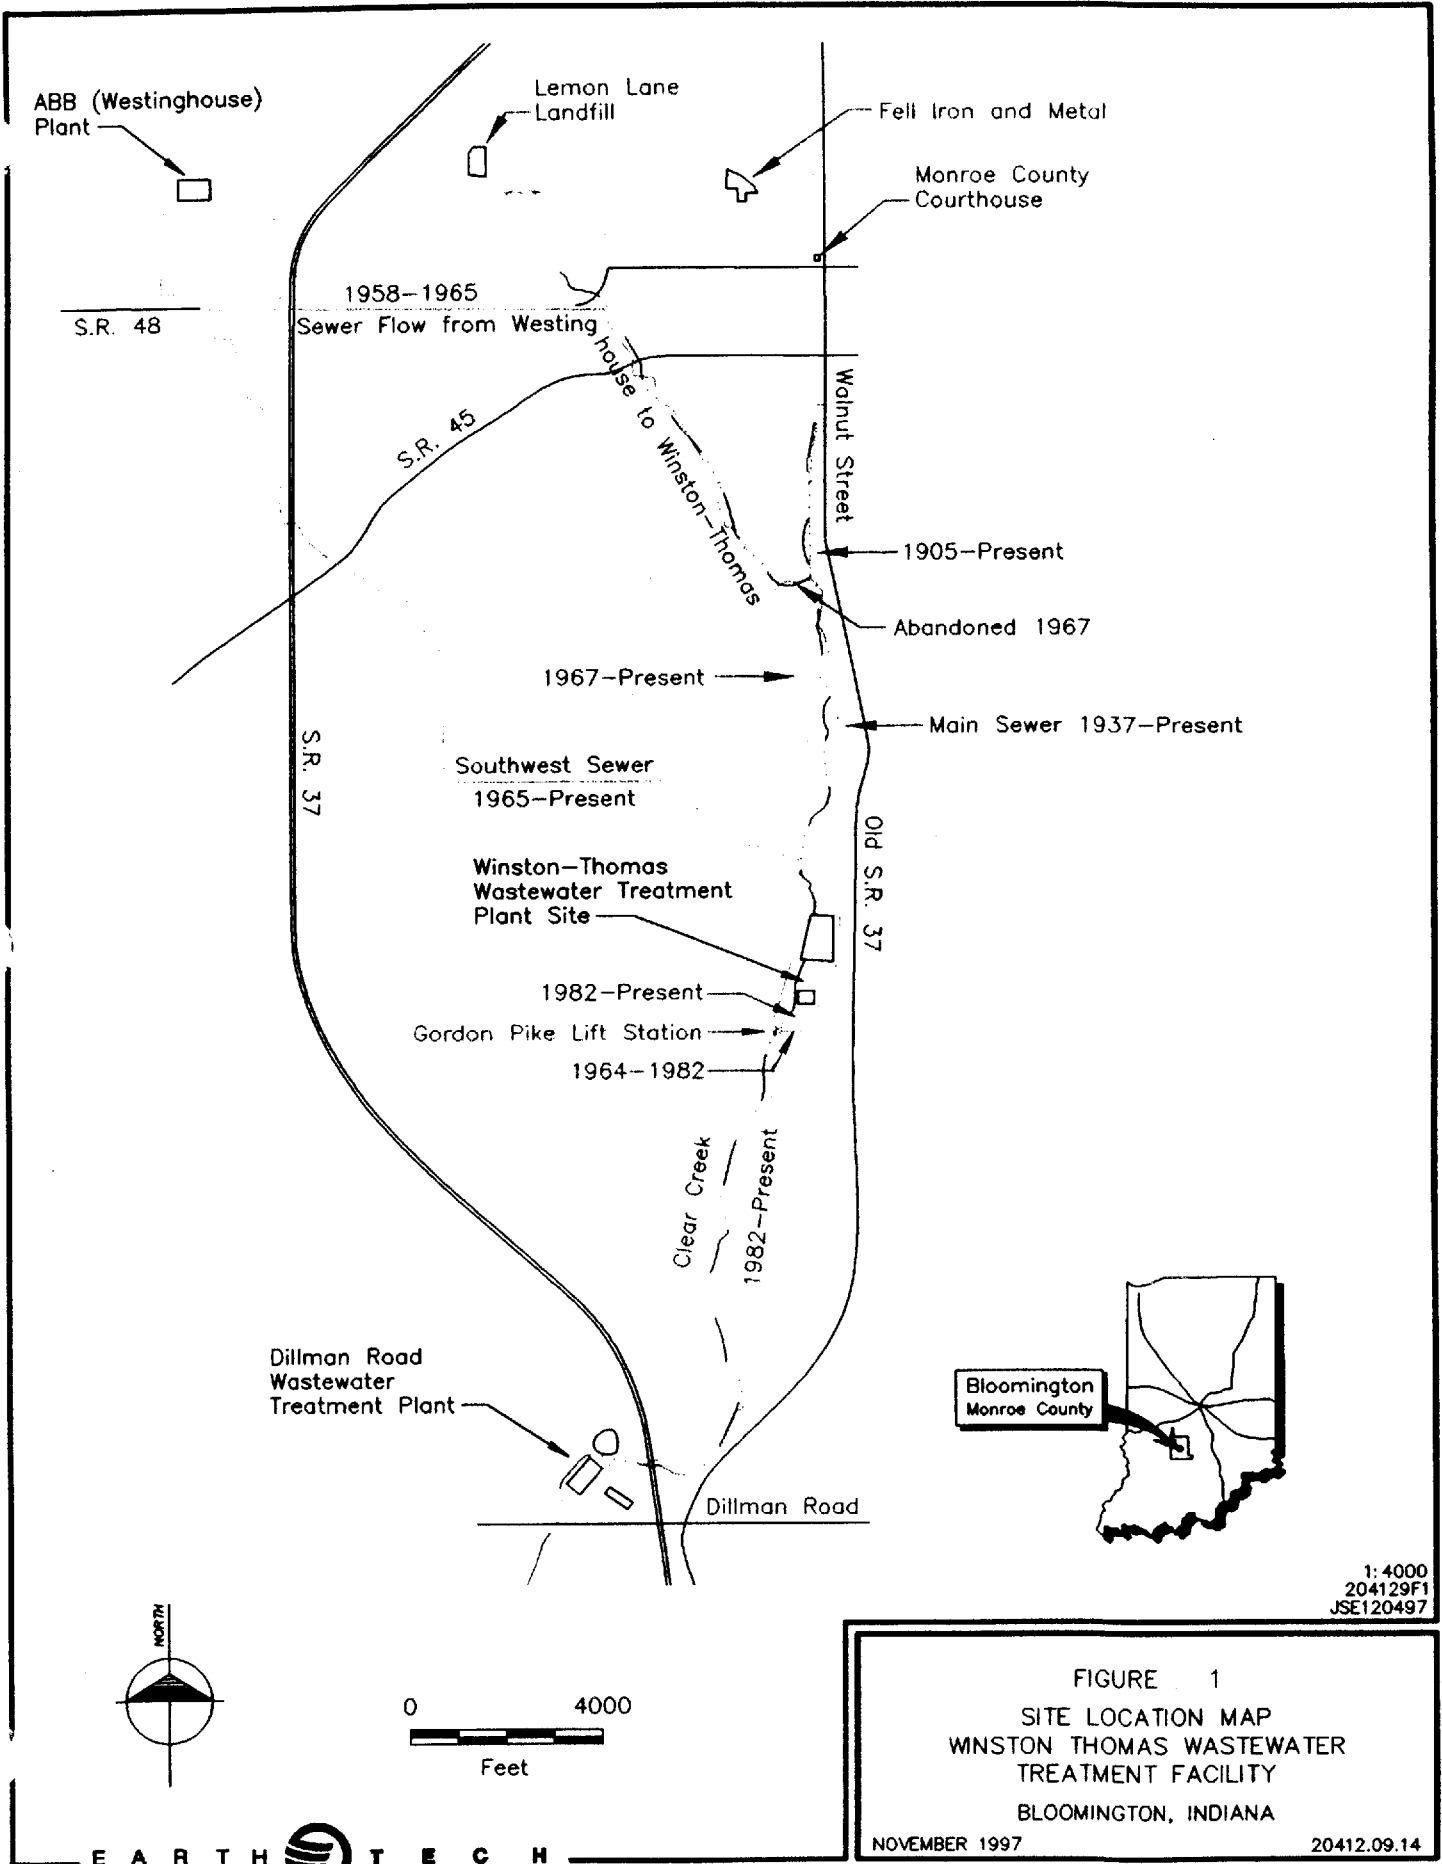 ABB (Westinghouse)
Plant
Lemon Lane
Landfill
Fell Iron and Metal
Monroe County
Courthouse
1958-1965
S.R. 48
Sewer Flow from Westinghouse to Winston-Thomas
S.R. 45
Walnut Street
1905-Present
Abandoned 1967
1967-Present
Main Sewer 1937-Present
S.R. 37
Southwest Sewer
1965-Present
Old S.R. 37
Winston-Thomas
Wastewater Treatment
Plant Site
1982-Present
Gordon Pike Lift Station
1964-1982
Clear Creek
1982-Present
Dillman Road
Wastewater
Treatment Plant
Bloomington
Monroe County
Dillman Road
1:4000
204129F1
JSE120497
NORTH
0 4000
Feet
FIGURE 1
SITE LOCATION MAP
WINSTON THOMAS WASTEWATER
TREATMENT FACILITY
BLOOMINGTON, INDIANA
NOVEMBER 1997 20412.09.14
EARTH TECH